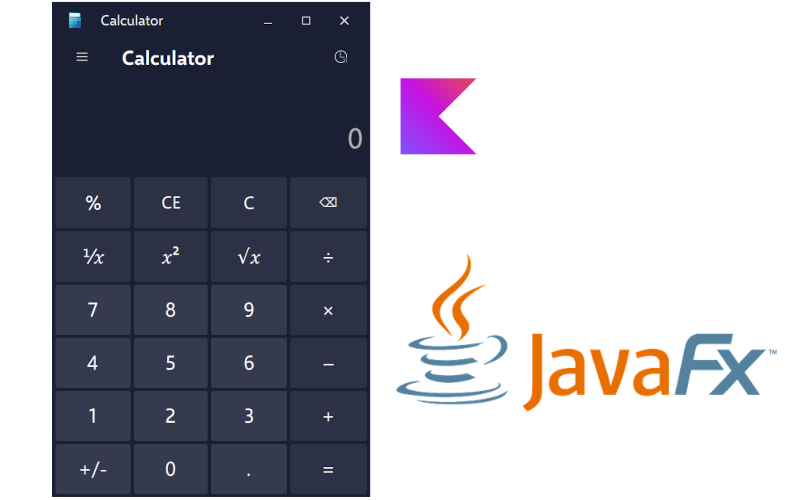 Calculator
Calculator
0
% CE C ⌫
¹⁄x x² √x ÷
7 8 9 ×
4 5 6 −
1 2 3 +
+/- 0 . =
JavaFx™